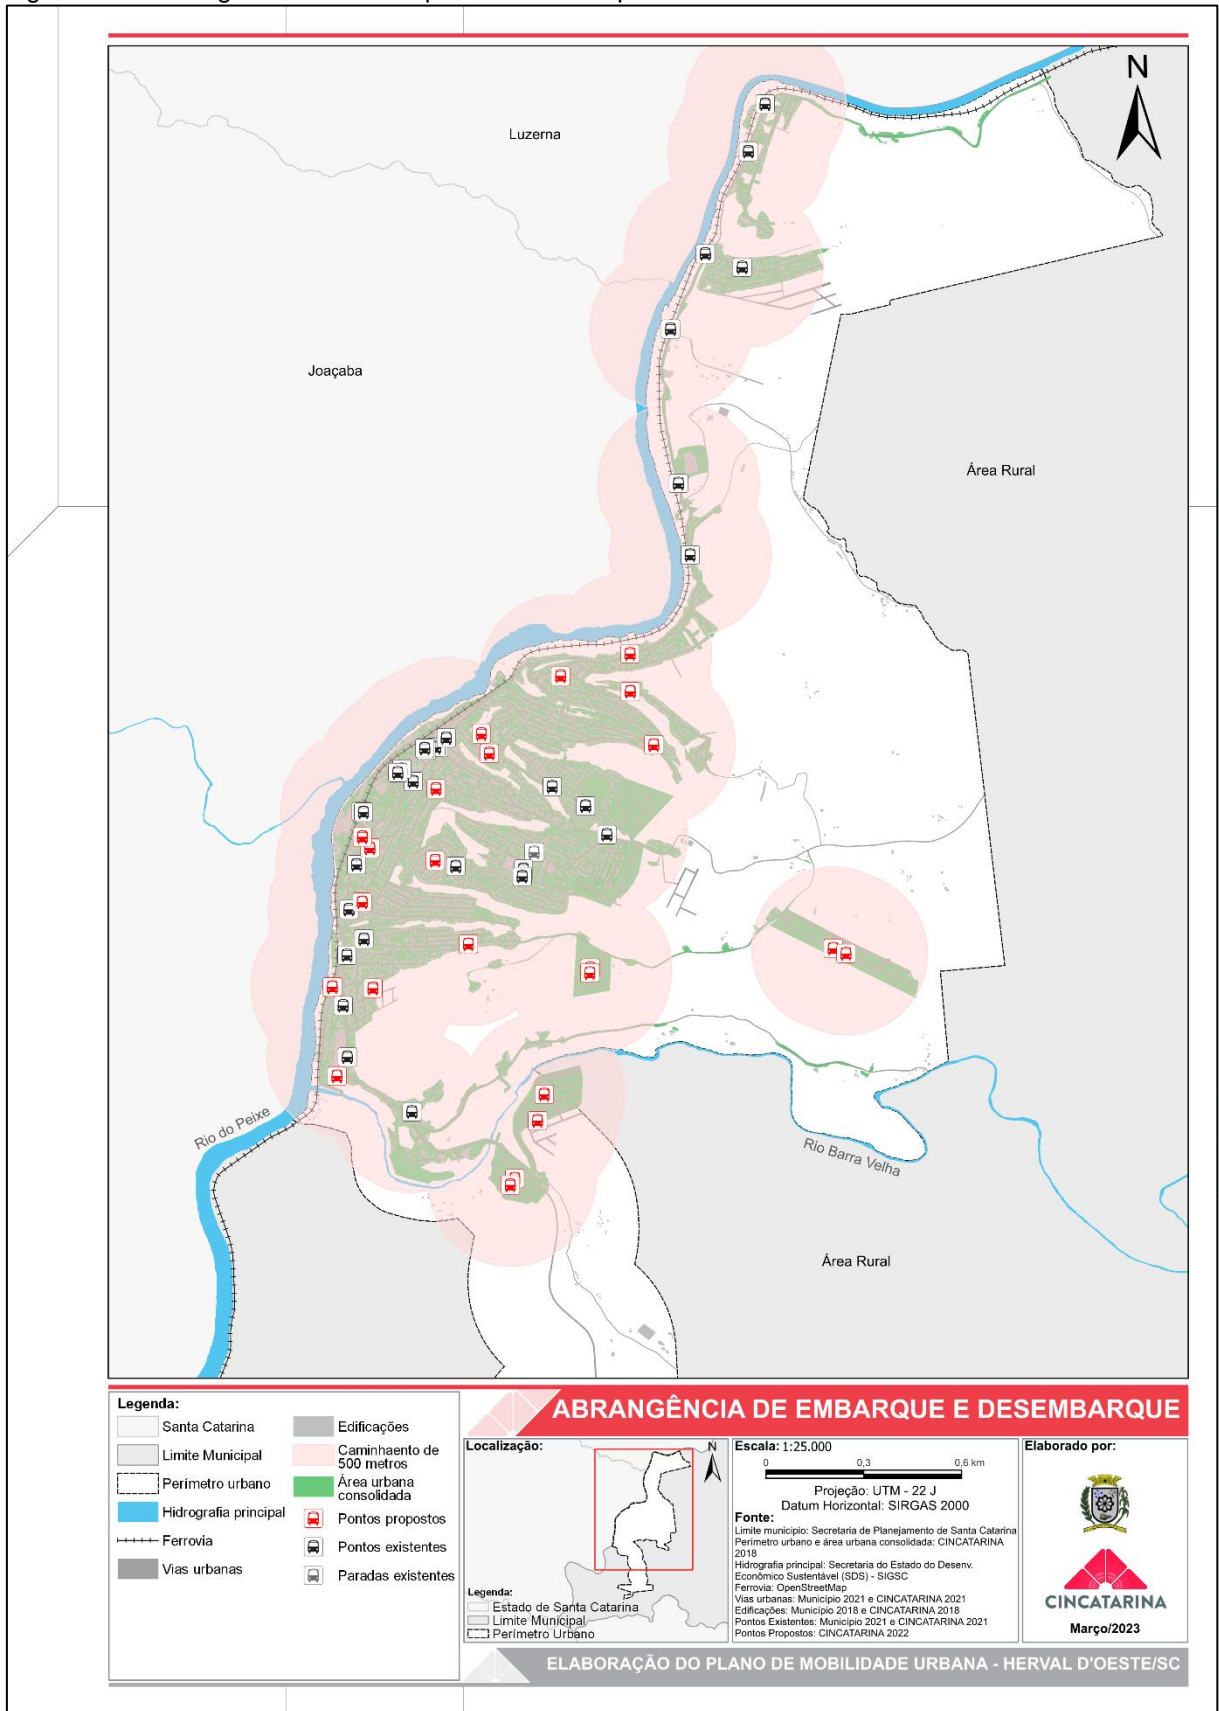 N
Luzerna
Joaçaba
Área Rural
Rio do Peixe
Rio Barra Velha
Área Rural
ABRANGÊNCIA DE EMBARQUE E DESEMBARQUE
Legenda:
Santa Catarina
Limite Municipal
Perímetro urbano
Hidrografia principal
Ferrovia
Vias urbanas
Edificações
Caminhaento de
500 metros
Área urbana
consolidada
Pontos propostos
Pontos existentes
Paradas existentes
Localização:
N
Legenda:
Estado de Santa Catarina
Limite Municipal
Perímetro Urbano
Escala: 1:25.000
0 0,3 0,6 km
Projeção: UTM - 22 J
Datum Horizontal: SIRGAS 2000
Fonte:
Limite município: Secretaria de Planejamento de Santa Catarina
Perímetro urbano e área urbana consolidada: CINCATARINA
2018
Hidrografia principal: Secretaria do Estado do Desenv.
Econômico Sustentável (SDS) - SIGSC
Ferrovia: OpenStreetMap
Vias urbanas: Município 2021 e CINCATARINA 2021
Edificações: Município 2018 e CINCATARINA 2018
Pontos Existentes: Município 2021 e CINCATARINA 2021
Pontos Propostos: CINCATARINA 2022
Elaborado por:
CINCATARINA
Março/2023
ELABORAÇÃO DO PLANO DE MOBILIDADE URBANA - HERVAL D'OESTE/SC